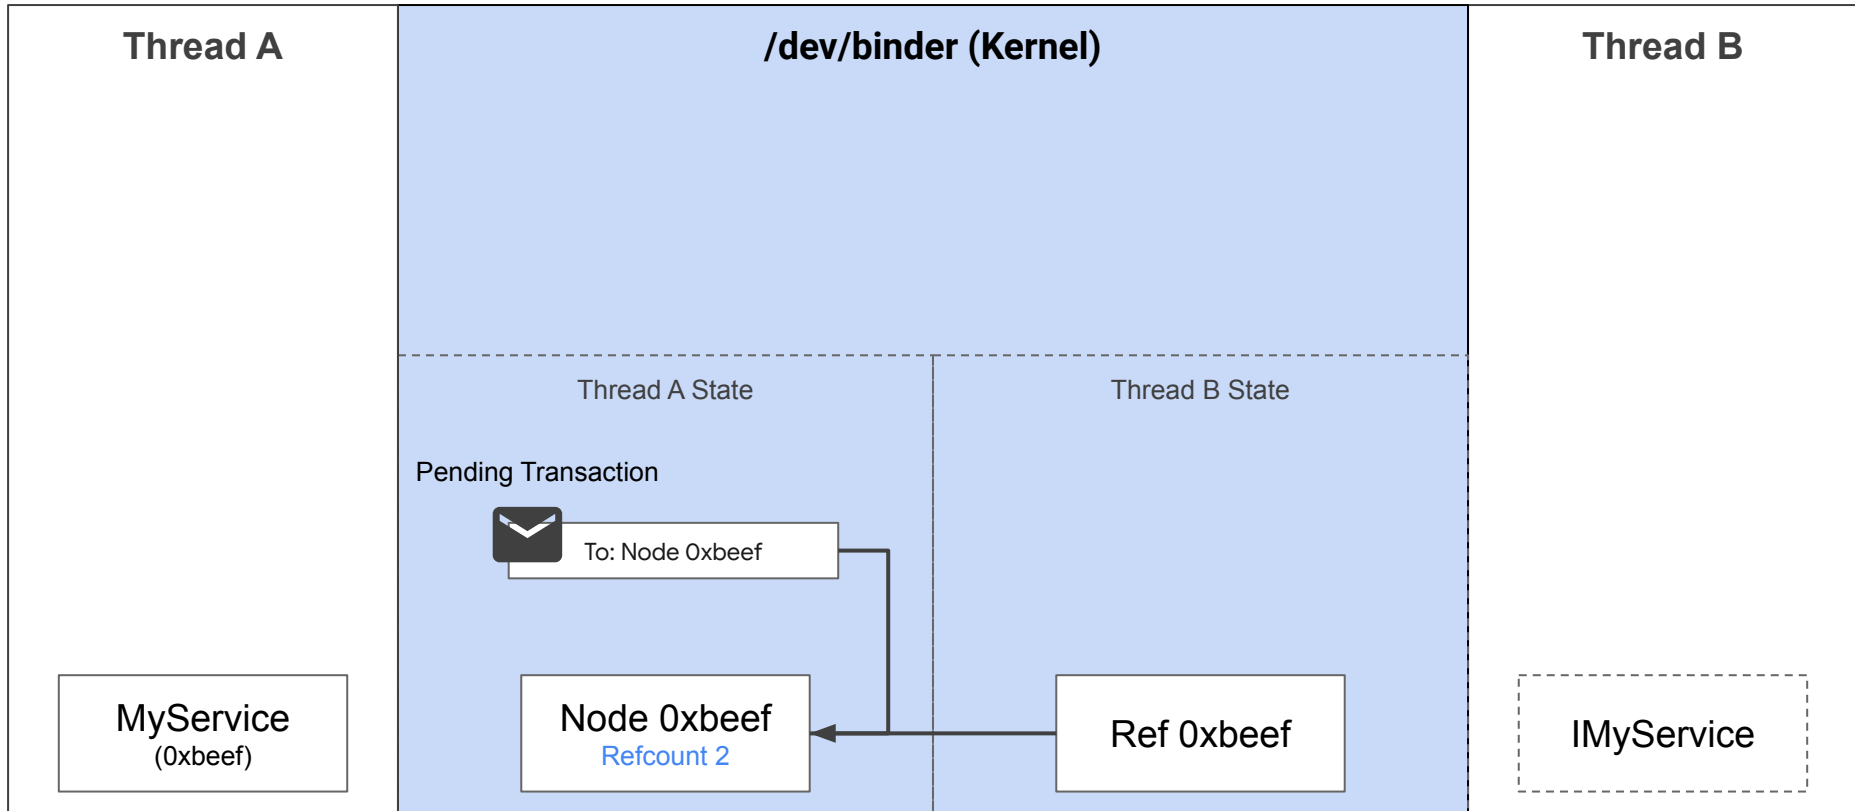 Thread A
/dev/binder (Kernel)
Thread B
Thread A State
Thread B State
Pending Transaction
To: Node 0xbeef
MyService
(0xbeef)
Node 0xbeef
Refcount 2
Ref 0xbeef
IMyService